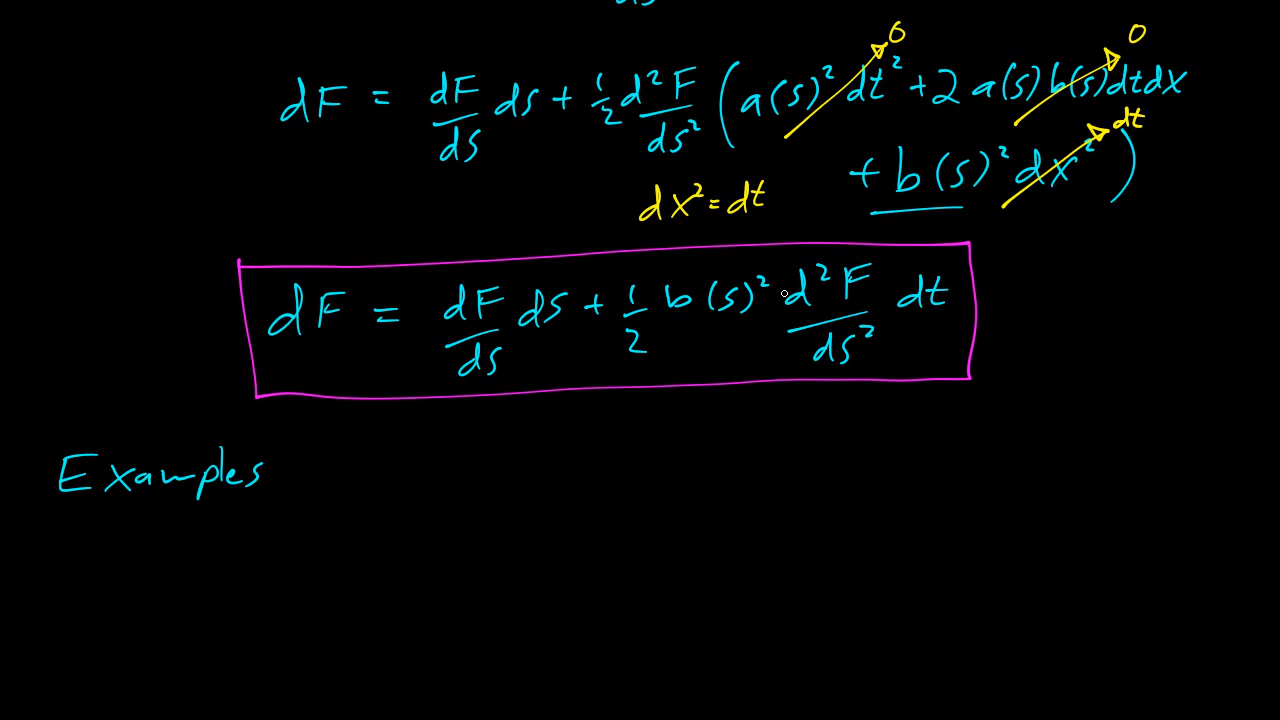 ds
0 0
dF = dF/ds ds + 1/2 d²F/ds² ( a(s)² dt² + 2 a(s) b(s) dt dx
dt
+ b(s)² dx² )
dx² = dt
dF = dF/ds ds + 1/2 b(s)² d²F/ds² dt
Examples